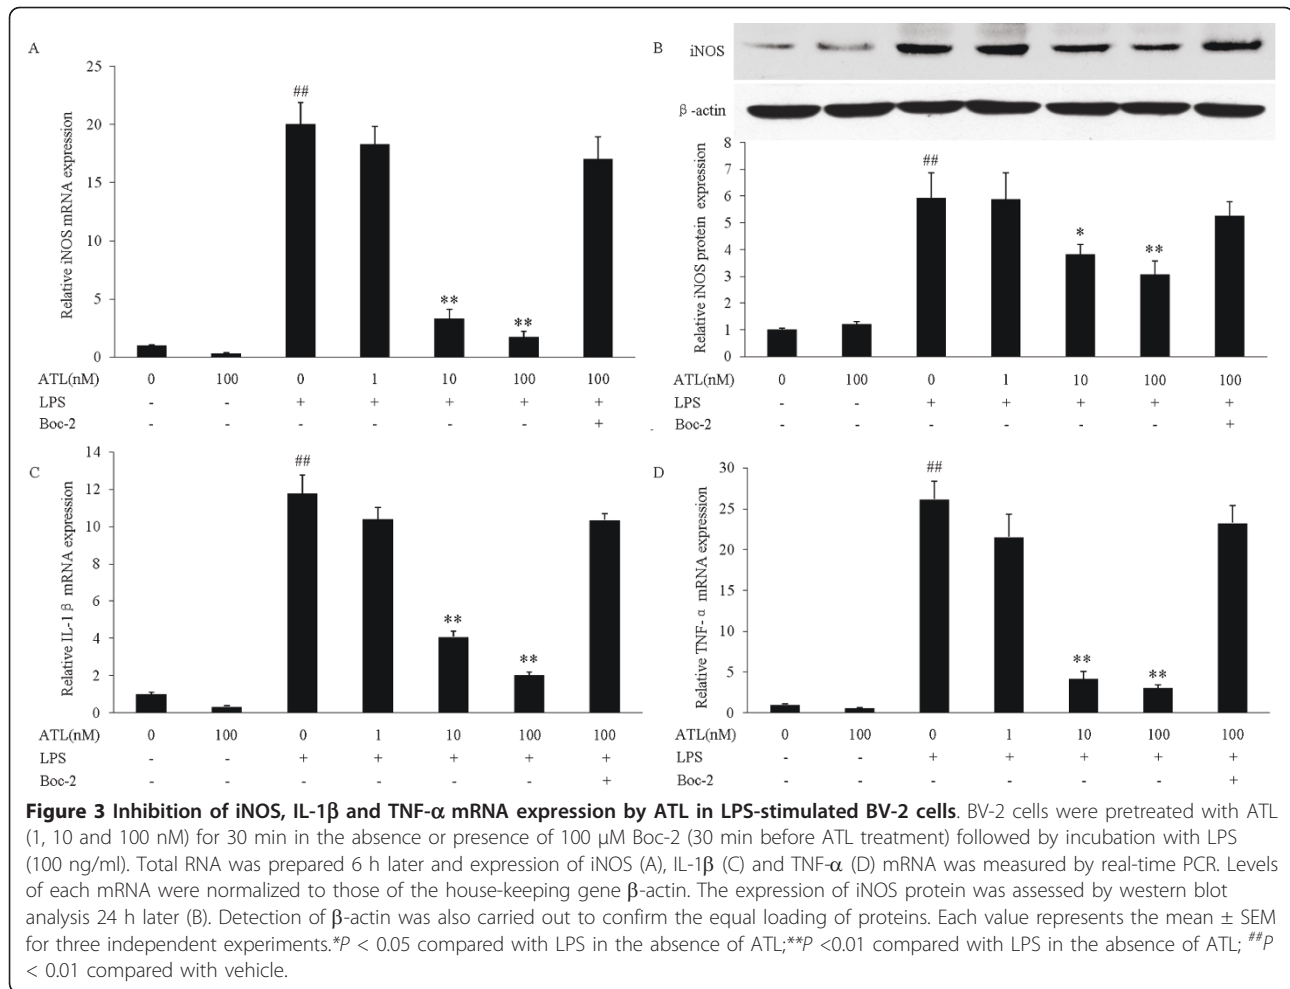 A
Relative iNOS mRNA expression
25
20
15
10
5
0
##
**
**
ATL(nM) 0 100 0 1 10 100 100
LPS - - + + + + +
Boc-2 - - - - - - +
B
iNOS
β-actin
Relative iNOS protein expression
8
7
6
5
4
3
2
1
0
##
*
**
ATL(nM) 0 100 0 1 10 100 100
LPS - - + + + + +
Boc-2 - - - - - - +
C
Relative IL-1β mRNA expression
14
12
10
8
6
4
2
0
##
**
**
ATL(nM) 0 100 0 1 10 100 100
LPS - - + + + + +
Boc-2 - - - - - - +
D
Relative TNF-α mRNA expression
30
25
20
15
10
5
0
##
**
**
ATL(nM) 0 100 0 1 10 100 100
LPS - - + + + + +
Boc-2 - - - - - - +
Figure 3 Inhibition of iNOS, IL-1β and TNF-α mRNA expression by ATL in LPS-stimulated BV-2 cells. BV-2 cells were pretreated with ATL
(1, 10 and 100 nM) for 30 min in the absence or presence of 100 μM Boc-2 (30 min before ATL treatment) followed by incubation with LPS
(100 ng/ml). Total RNA was prepared 6 h later and expression of iNOS (A), IL-1β (C) and TNF-α (D) mRNA was measured by real-time PCR. Levels
of each mRNA were normalized to those of the house-keeping gene β-actin. The expression of iNOS protein was assessed by western blot
analysis 24 h later (B). Detection of β-actin was also carried out to confirm the equal loading of proteins. Each value represents the mean ± SEM
for three independent experiments.*P < 0.05 compared with LPS in the absence of ATL;**P <0.01 compared with LPS in the absence of ATL; ##P
< 0.01 compared with vehicle.